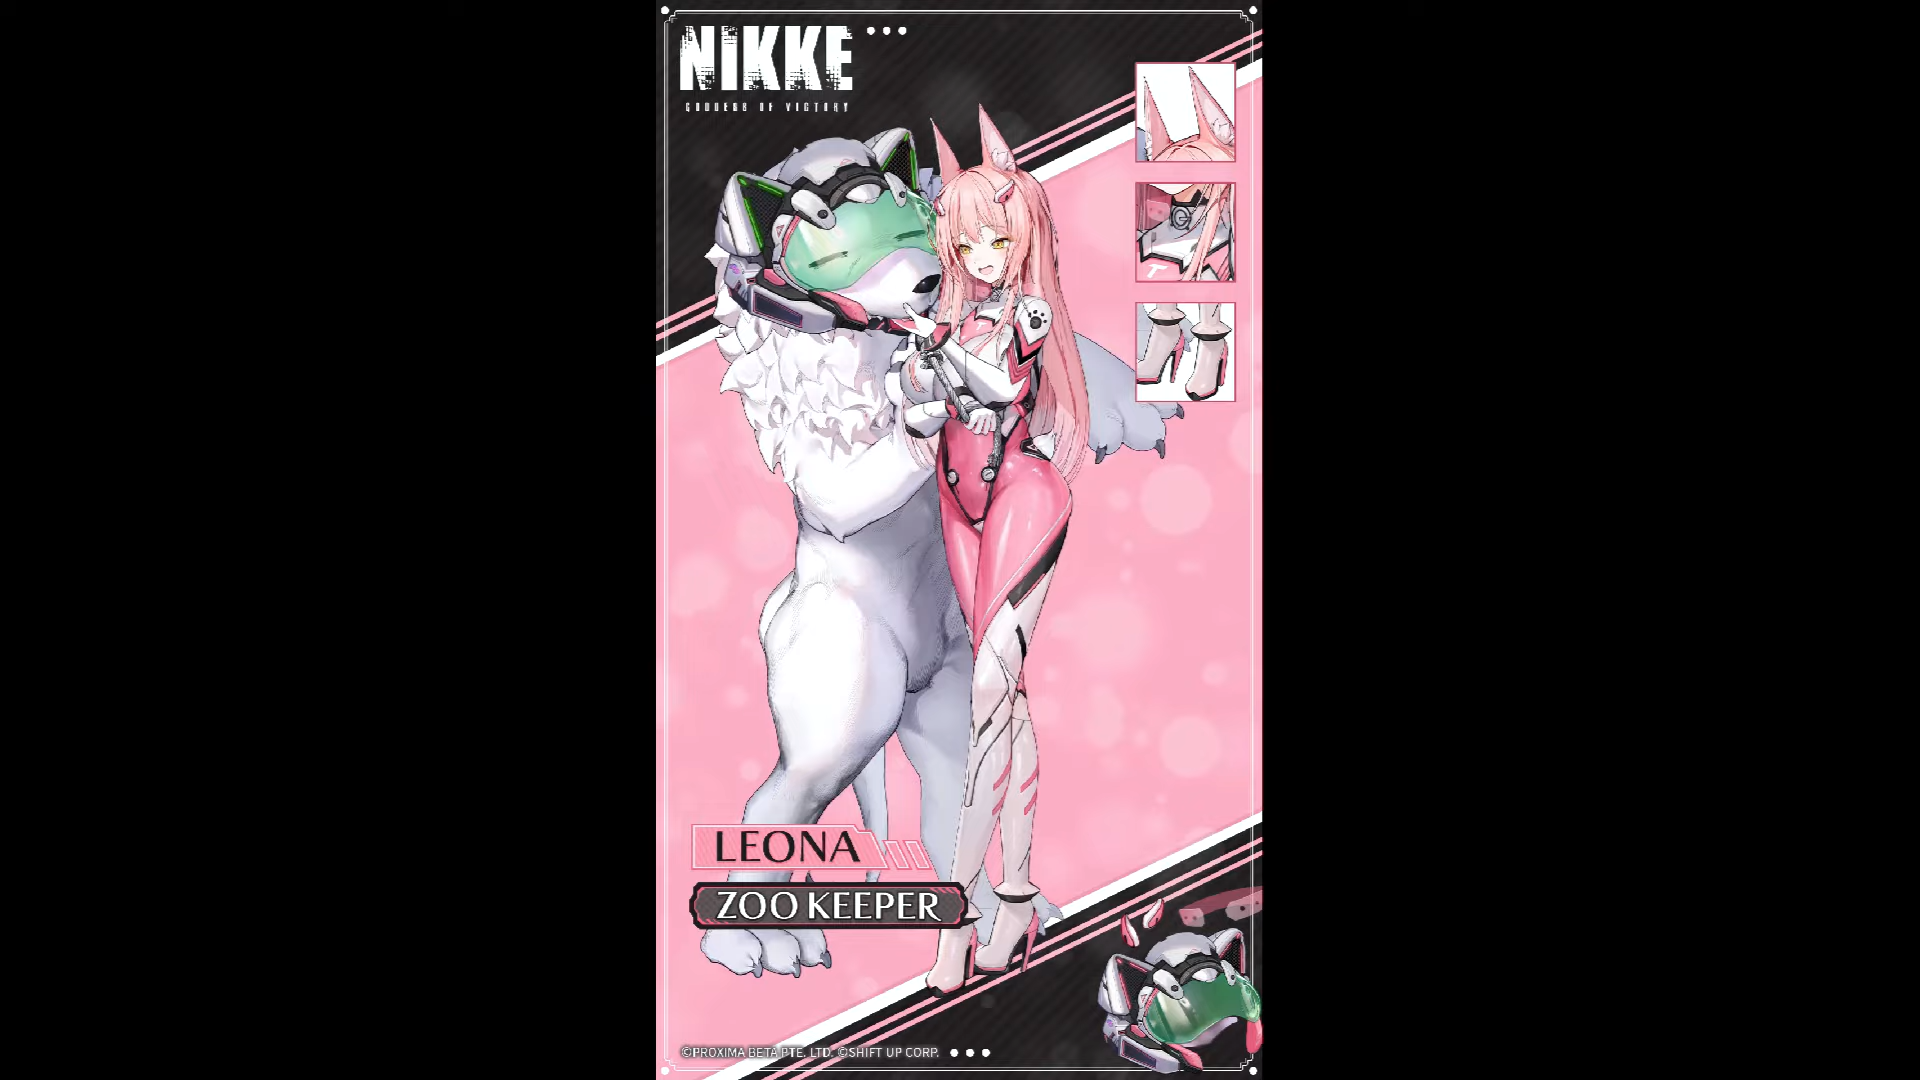 NIKKE
GODDESS OF VICTORY
LEONA
ZOO KEEPER
©PROXIMA BETA PTE. LTD. ©SHIFT UP CORP.